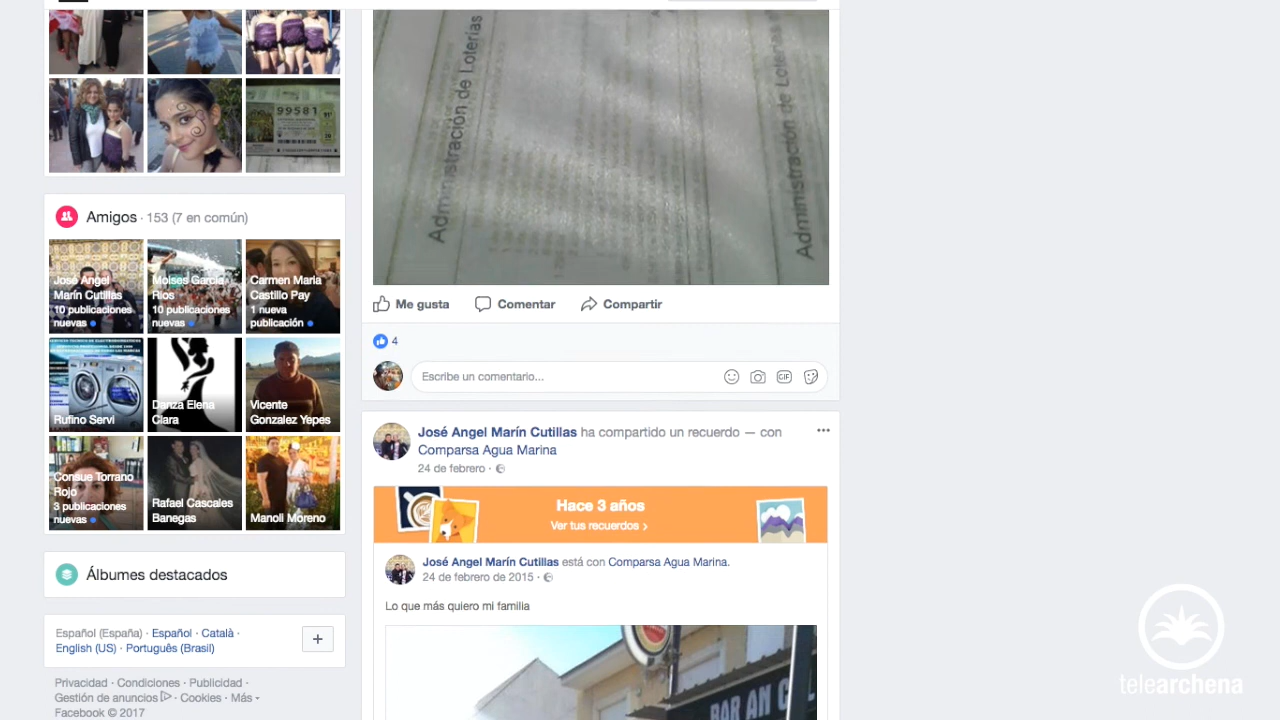 99581
Amigos · 153 (7 en común)
José Angel
Marín Cutillas
10 publicaciones
nuevas
Moises Garcia
Rios
10 publicaciones
nuevas
Carmen Maria
Castillo Pay
1 nueva
publicación
Rufino Servi
Danza Elena
Clara
Vicente
Gonzalez Yepes
Consue Torrano
Rojo
3 publicaciones
nuevas
Rafael Cascales
Banegas
Manoli Moreno
Álbumes destacados
Español (España) · Español · Català ·
English (US) · Português (Brasil)
Privacidad · Condiciones · Publicidad ·
Gestión de anuncios · Cookies · Más
Facebook © 2017
Administración de Loterías
Administración de Loterías
Me gusta Comentar Compartir
4
Escribe un comentario...
GIF
José Angel Marín Cutillas ha compartido un recuerdo — con
Comparsa Agua Marina
24 de febrero ·
Hace 3 años
Ver tus recuerdos >
José Angel Marín Cutillas está con Comparsa Agua Marina.
24 de febrero de 2015 ·
Lo que más quiero mi familia
BAR AN
telearchena